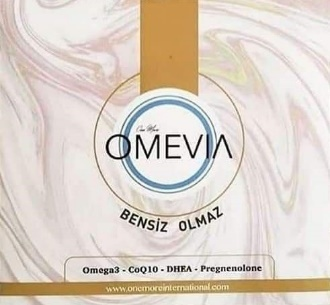 One More
OMEVIA
BENSİZ OLMAZ
Omega3 - CoQ10 - DHEA - Pregnenolone
www.onemoreinternational.com